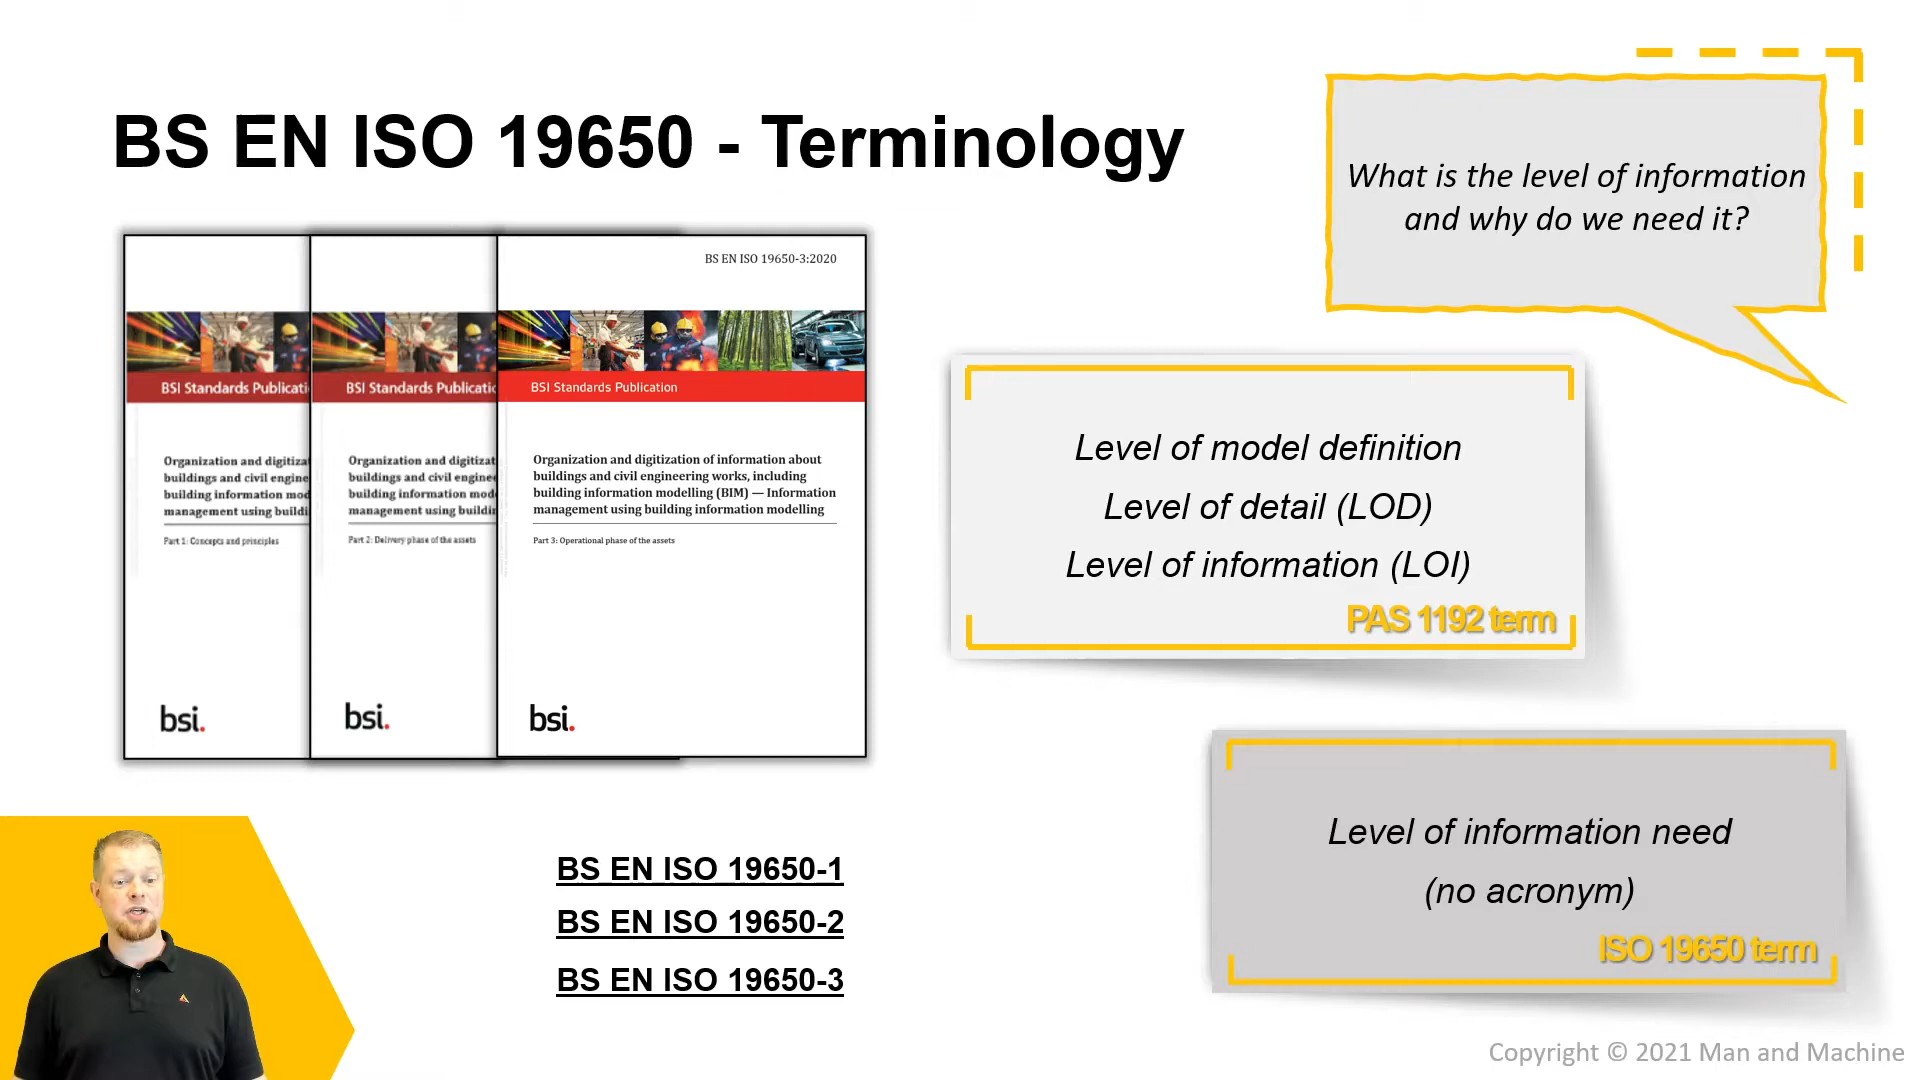 BS EN ISO 19650 - Terminology
What is the level of information
and why do we need it?
BSI Standards Publicati
Organization and digitiza
buildings and civil engine
building information mod
management using buildi
Part 1: Concepts and principles
bsi.
BSI Standards Publicatio
Organization and digitizat
buildings and civil engine
building information mode
management using buildin
Part 2: Delivery phase of the assets
bsi.
BS EN ISO 19650-3:2020
BSI Standards Publication
Organization and digitization of information about
buildings and civil engineering works, including
building information modelling (BIM) — Information
management using building information modelling
Part 3: Operational phase of the assets
bsi.
Level of model definition
Level of detail (LOD)
Level of information (LOI)
PAS 1192 term
Level of information need
(no acronym)
ISO 19650 term
BS EN ISO 19650-1
BS EN ISO 19650-2
BS EN ISO 19650-3
Copyright © 2021 Man and Machine